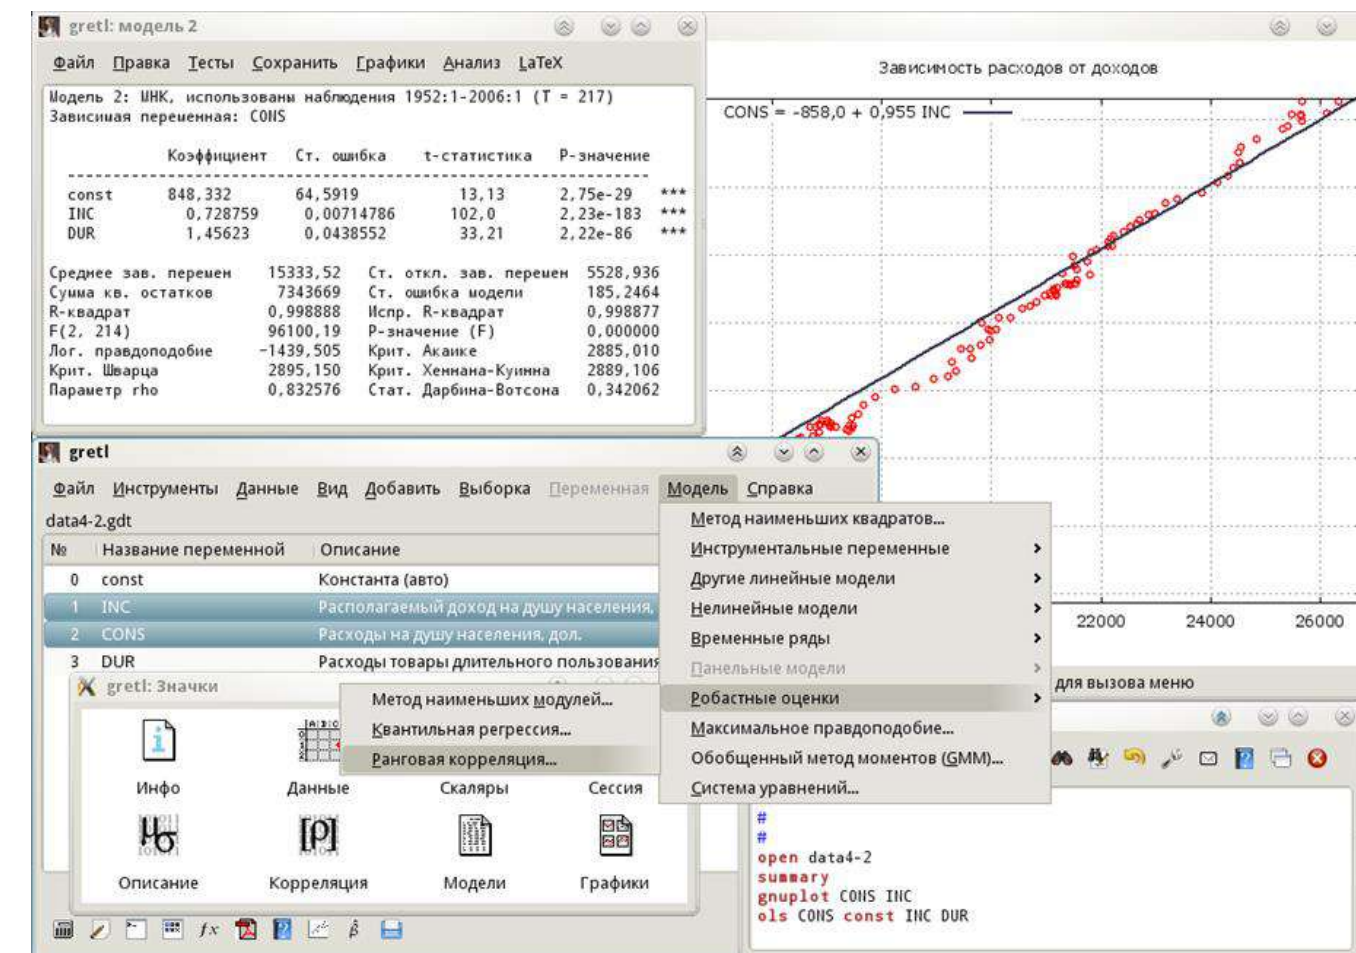 gretl: модель 2
Файл Правка Тесты Сохранить Графики Анализ LaTeX
Модель 2: МНК, использованы наблюдения 1952:1-2006:1 (T = 217)
Зависимая переменная: CONS
Коэффициент Ст. ошибка t-статистика P-значение
const 848,332 64,5919 13,13 2,75e-29 ***
INC 0,728759 0,00714786 102,0 2,23e-183 ***
DUR 1,45623 0,0438552 33,21 2,22e-86 ***
Среднее зав. перемен 15333,52 Ст. откл. зав. перемен 5528,936
Сумма кв. остатков 7343669 Ст. ошибка модели 185,2464
R-квадрат 0,998888 Испр. R-квадрат 0,998877
F(2, 214) 96100,19 P-значение (F) 0,000000
Лог. правдоподобие -1439,505 Крит. Акаике 2885,010
Крит. Шварца 2895,150 Крит. Хеннана-Куинна 2889,106
Параметр rho 0,832576 Стат. Дарбина-Вотсона 0,342062
Зависимость расходов от доходов
CONS = -858,0 + 0,955 INC
22000 24000 26000
для вызова меню
gretl
Файл Инструменты Данные Вид Добавить Выборка Переменная Модель Справка
data4-2.gdt
№ Название переменной Описание
0 const Константа (авто)
1 INC Располагаемый доход на душу населения,
2 CONS Расходы на душу населения, дол.
3 DUR Расходы товары длительного пользования
Метод наименьших квадратов...
Инструментальные переменные
Другие линейные модели
Нелинейные модели
Временные ряды
Панельные модели
Робастные оценки
Максимальное правдоподобие...
Обобщенный метод моментов (GMM)...
Система уравнений...
Метод наименьших модулей...
Квантильная регрессия...
Ранговая корреляция...
gretl: Значки
Инфо Данные Скаляры Сессия
Описание Корреляция Модели Графики
#
#
open data4-2
summary
gnuplot CONS INC
ols CONS const INC DUR